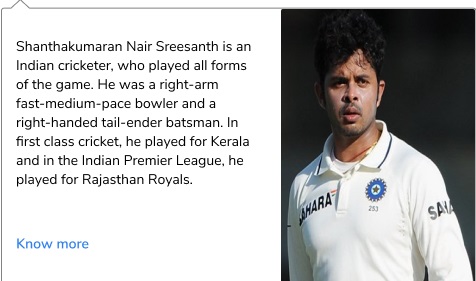 Shanthakumaran Nair Sreesanth is an
Indian cricketer, who played all forms
of the game. He was a right-arm
fast-medium-pace bowler and a
right-handed tail-ender batsman. In
first class cricket, he played for Kerala
and in the Indian Premier League, he
played for Rajasthan Royals.
Know more
SAHARA
253
SAHA